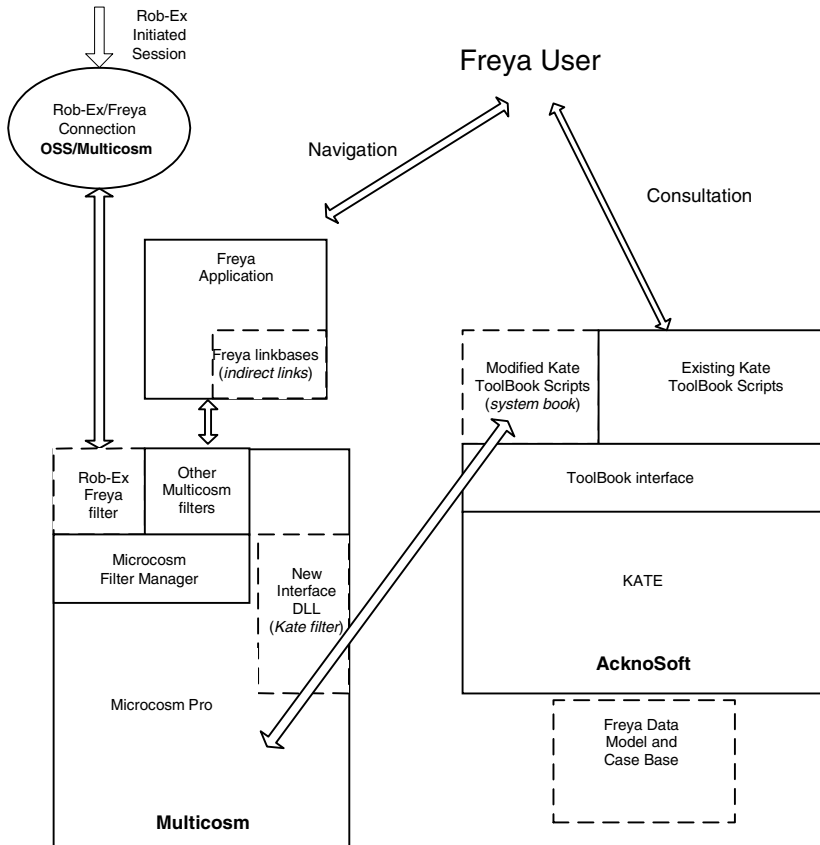 Rob-Ex
Initiated
Session
Freya User
Rob-Ex/Freya
Connection
OSS/Multicosm
Navigation
Consultation
Freya
Application
Freya linkbases
(indirect links)
Modified Kate
ToolBook Scripts
(system book)
Existing Kate
ToolBook Scripts
Rob-Ex
Freya
filter
Other
Multicosm
filters
ToolBook interface
Microcosm
Filter Manager
New
Interface
DLL
(Kate filter)
KATE
AcknoSoft
Microcosm Pro
Freya Data
Model and
Case Base
Multicosm